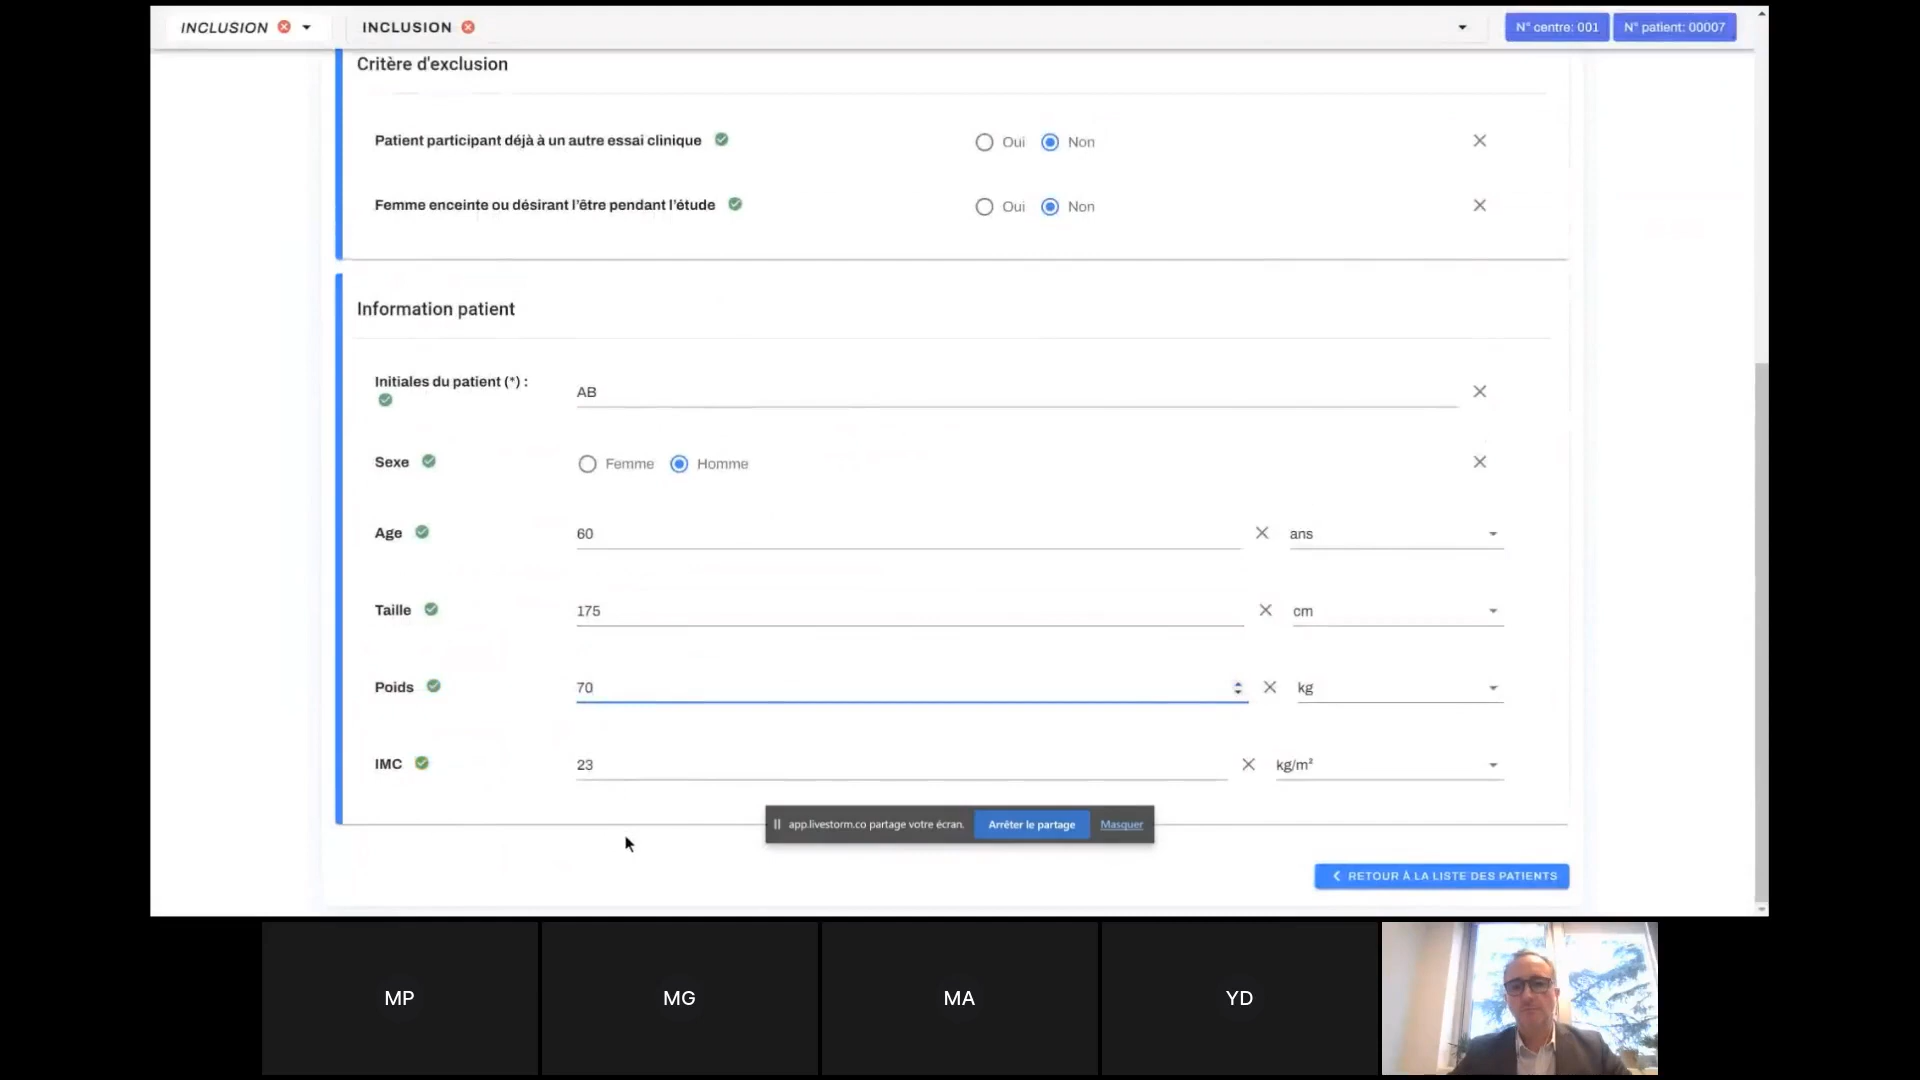 INCLUSION
INCLUSION
N° centre: 001
N° patient: 00007
Critère d'exclusion
Patient participant déjà à un autre essai clinique
Oui
Non
Femme enceinte ou désirant l'être pendant l'étude
Oui
Non
Information patient
Initiales du patient (*) :
AB
Sexe
Femme
Homme
Age
60
ans
Taille
175
cm
Poids
70
kg
IMC
23
kg/m²
app.livestorm.co partage votre écran.
Arrêter le partage
Masquer
RETOUR À LA LISTE DES PATIENTS
MP
MG
MA
YD